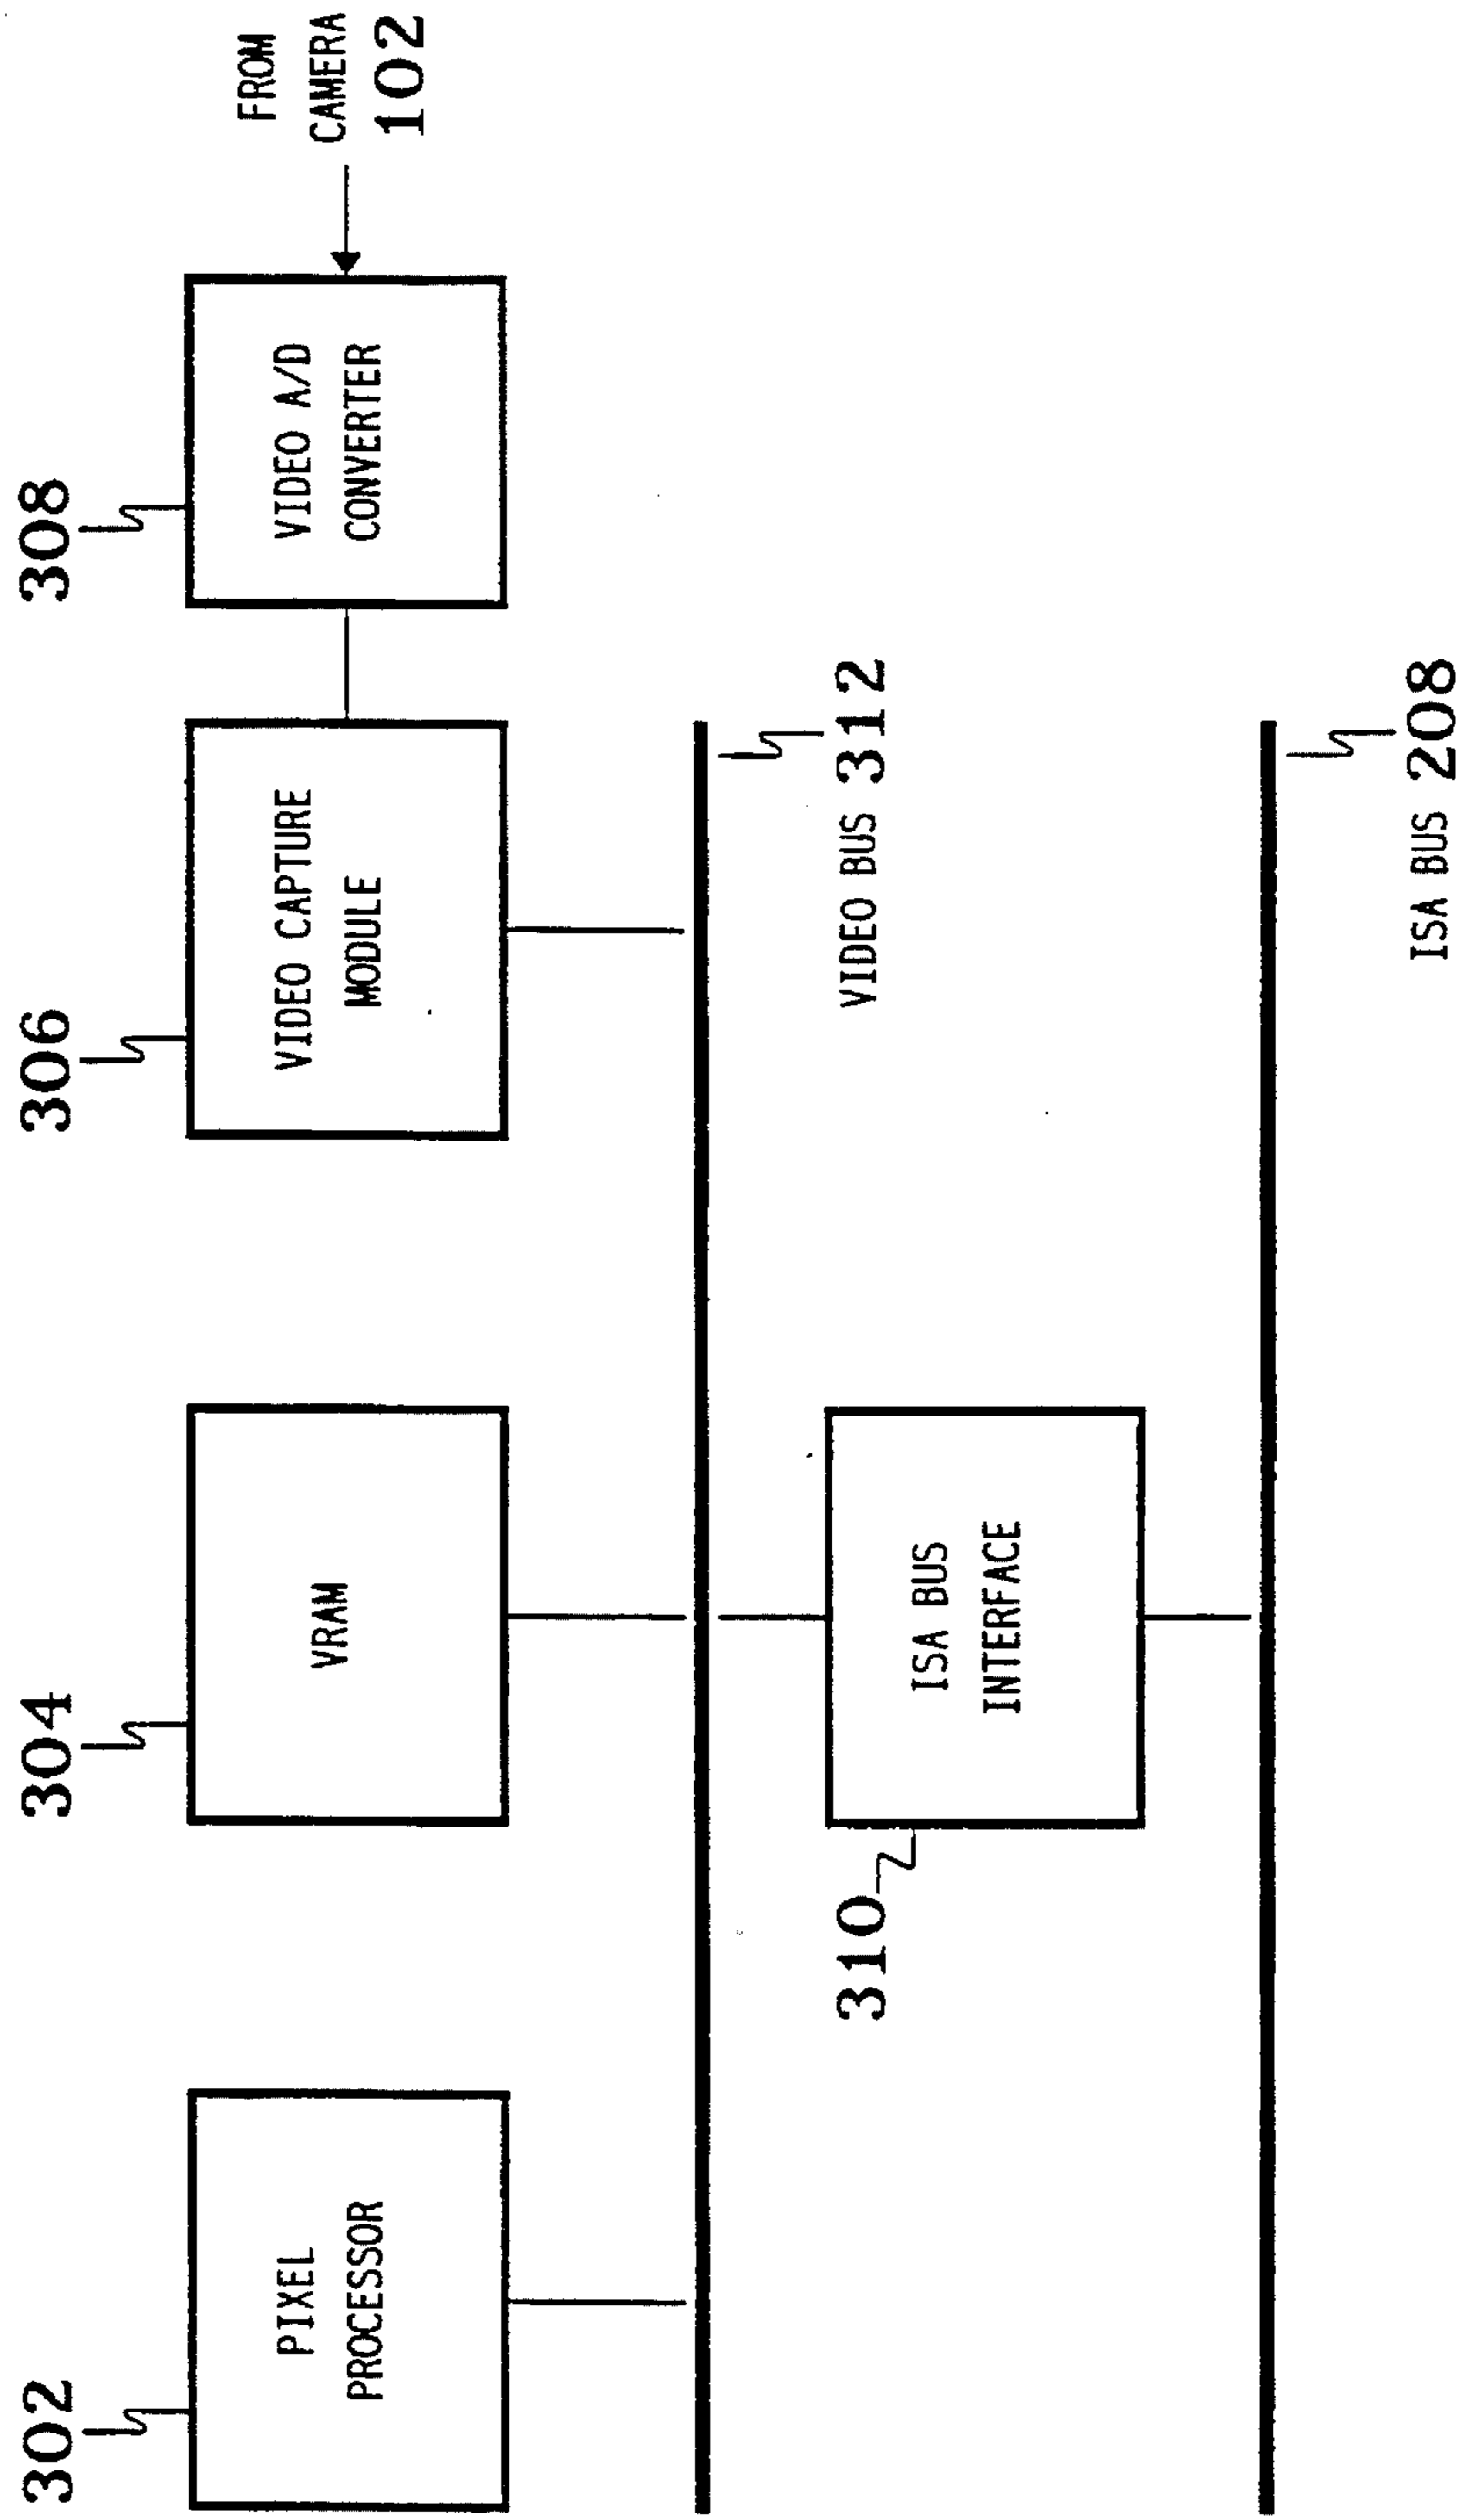 302
304
306
308
PIXEL
PROCESSOR
VRAM
VIDEO CAPTURE
MODULE
VIDEO A/D
CONVERTER
FROM
CAMERA
102
310
ISA BUS
INTERFACE
VIDEO BUS 312
ISA BUS 208